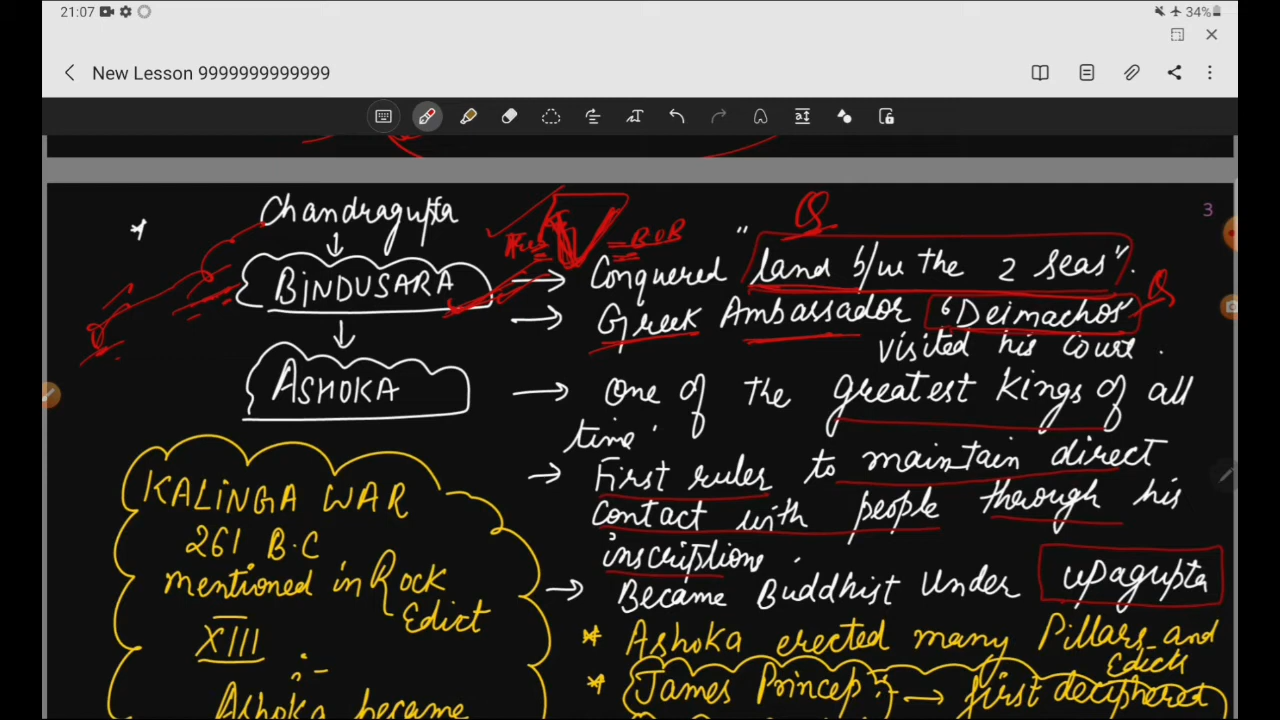 21:07
34%
New Lesson 9999999999999
3
* Chandragupta
= BOB
Q
BINDUSARA → Conquered "land b/w the 2 seas".
→ Greek Ambassador "Deimachos" Q
visited his court.
ASHOKA → One of the greatest kings of all
time.
→ First ruler to maintain direct
contact with people through his
inscriptions.
→ Became Buddhist under upagupta
KALINGA WAR
261 B.C
mentioned in Rock
Edict
XIII
:-
Ashoka became
* Ashoka erected many Pillars and
Edicts
* James Princep :- → first deciphered